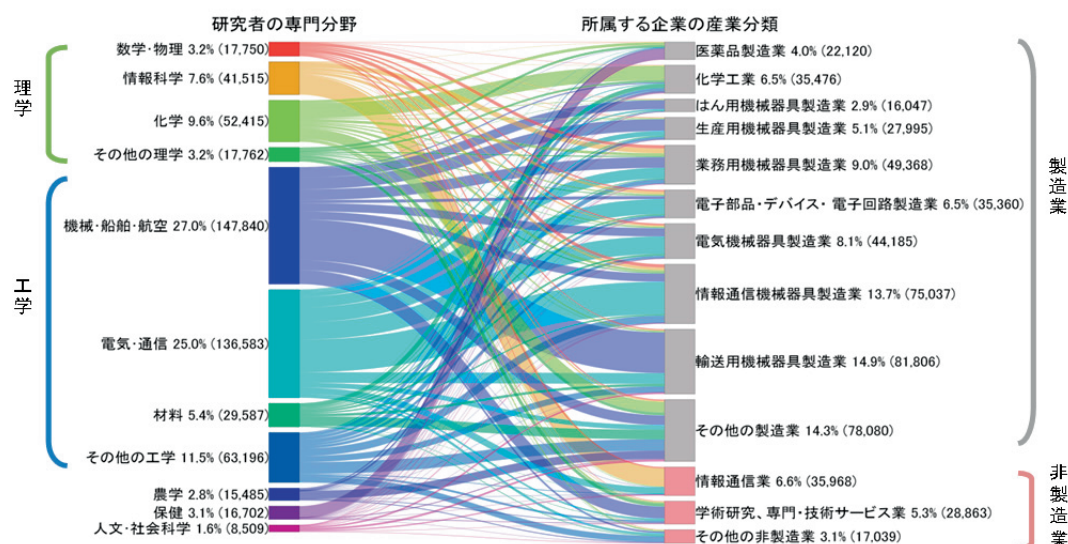 研究者の専門分野
所属する企業の産業分類
理学
数学・物理 3.2% (17,750)
情報科学 7.6% (41,515)
化学 9.6% (52,415)
その他の理学 3.2% (17,762)
工学
機械・船舶・航空 27.0% (147,840)
電気・通信 25.0% (136,583)
材料 5.4% (29,587)
その他の工学 11.5% (63,196)
農学 2.8% (15,485)
保健 3.1% (16,702)
人文・社会科学 1.6% (8,509)
医薬品製造業 4.0% (22,120)
化学工業 6.5% (35,476)
はん用機械器具製造業 2.9% (16,047)
生産用機械器具製造業 5.1% (27,995)
業務用機械器具製造業 9.0% (49,368)
電子部品・デバイス・ 電子回路製造業 6.5% (35,360)
電気機械器具製造業 8.1% (44,185)
情報通信機械器具製造業 13.7% (75,037)
輸送用機械器具製造業 14.9% (81,806)
その他の製造業 14.3% (78,080)
製造業
情報通信業 6.6% (35,968)
学術研究、専門・技術サービス業 5.3% (28,863)
その他の非製造業 3.1% (17,039)
非製造業